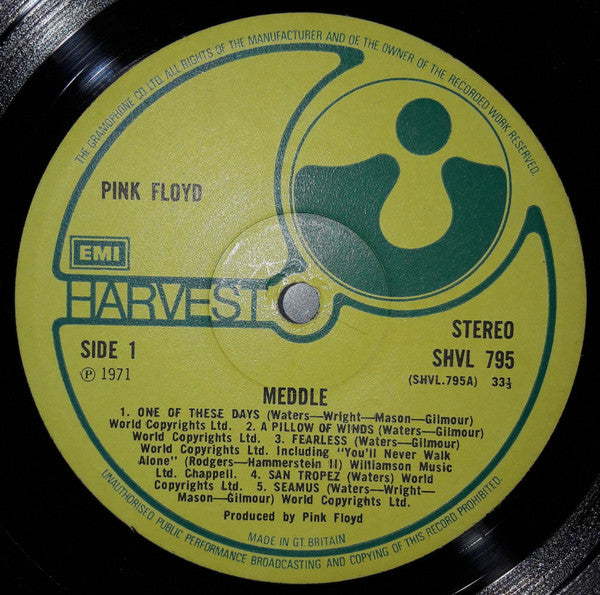 THE GRAMOPHONE CO LTD. ALL RIGHTS OF THE MANUFACTURER AND OF THE OWNER OF THE RECORDED WORK RESERVED.
PINK FLOYD
EMI
HARVEST
SIDE 1
STEREO
SHVL 795
Ⓟ 1971
(SHVL.795A) 33⅓
MEDDLE
1. ONE OF THESE DAYS (Waters—Wright—Mason—Gilmour)
World Copyrights Ltd. 2. A PILLOW OF WINDS (Waters—Gilmour)
World Copyrights Ltd. 3. FEARLESS (Waters—Gilmour)
World Copyrights Ltd. Including "You'll Never Walk
Alone" (Rodgers—Hammerstein II) Williamson Music
Ltd. Chappell. 4. SAN TROPEZ (Waters) World
Copyrights Ltd. 5. SEAMUS (Waters—Wright—
Mason—Gilmour) World Copyrights Ltd.
Produced by Pink Floyd
MADE IN GT. BRITAIN
UNAUTHORISED PUBLIC PERFORMANCE BROADCASTING AND COPYING OF THIS RECORD PROHIBITED.